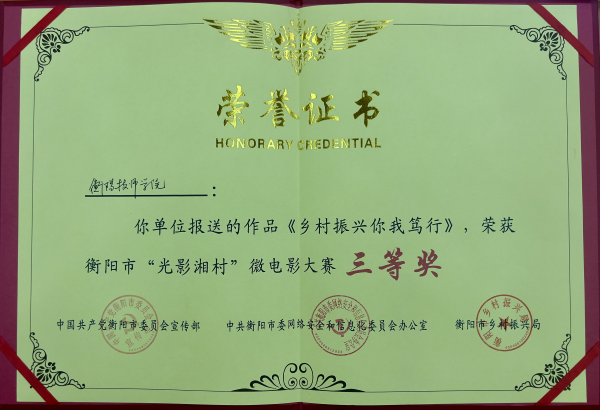 荣誉证书
HONORARY CREDENTIAL
衡阳技师学院：
你单位报送的作品《乡村振兴你我笃行》，荣获
衡阳市“光影湘村”微电影大赛 三等奖
中国共产党衡阳市委员会宣传部 中共衡阳市委网络安全和信息化委员会办公室 衡阳市乡村振兴局